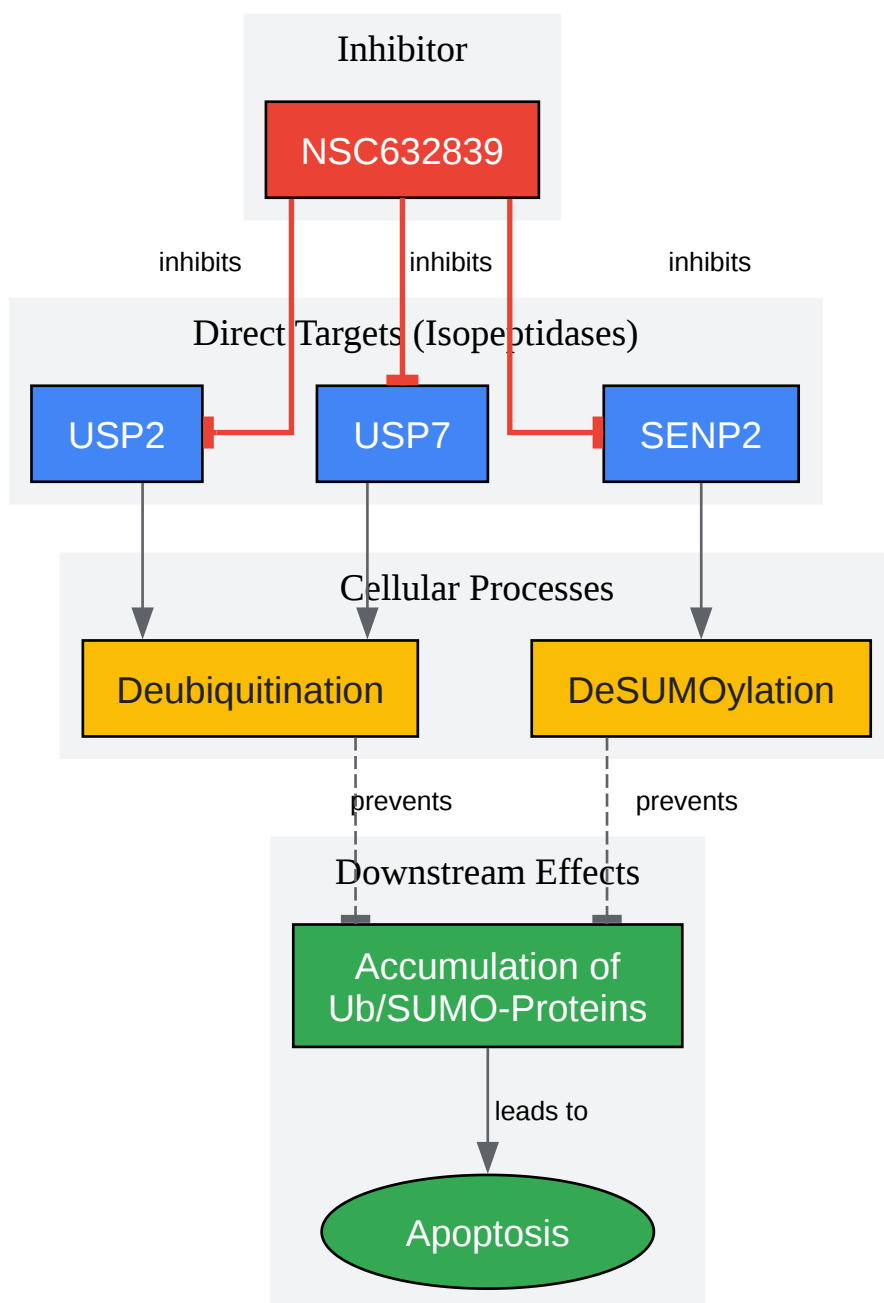 Inhibitor
NSC632839
inhibits
inhibits
inhibits
Direct Targets (Isopeptidases)
USP2
USP7
SENP2
Cellular Processes
Deubiquitination
DeSUMOylation
prevents
prevents
Downstream Effects
Accumulation of
Ub/SUMO-Proteins
leads to
Apoptosis